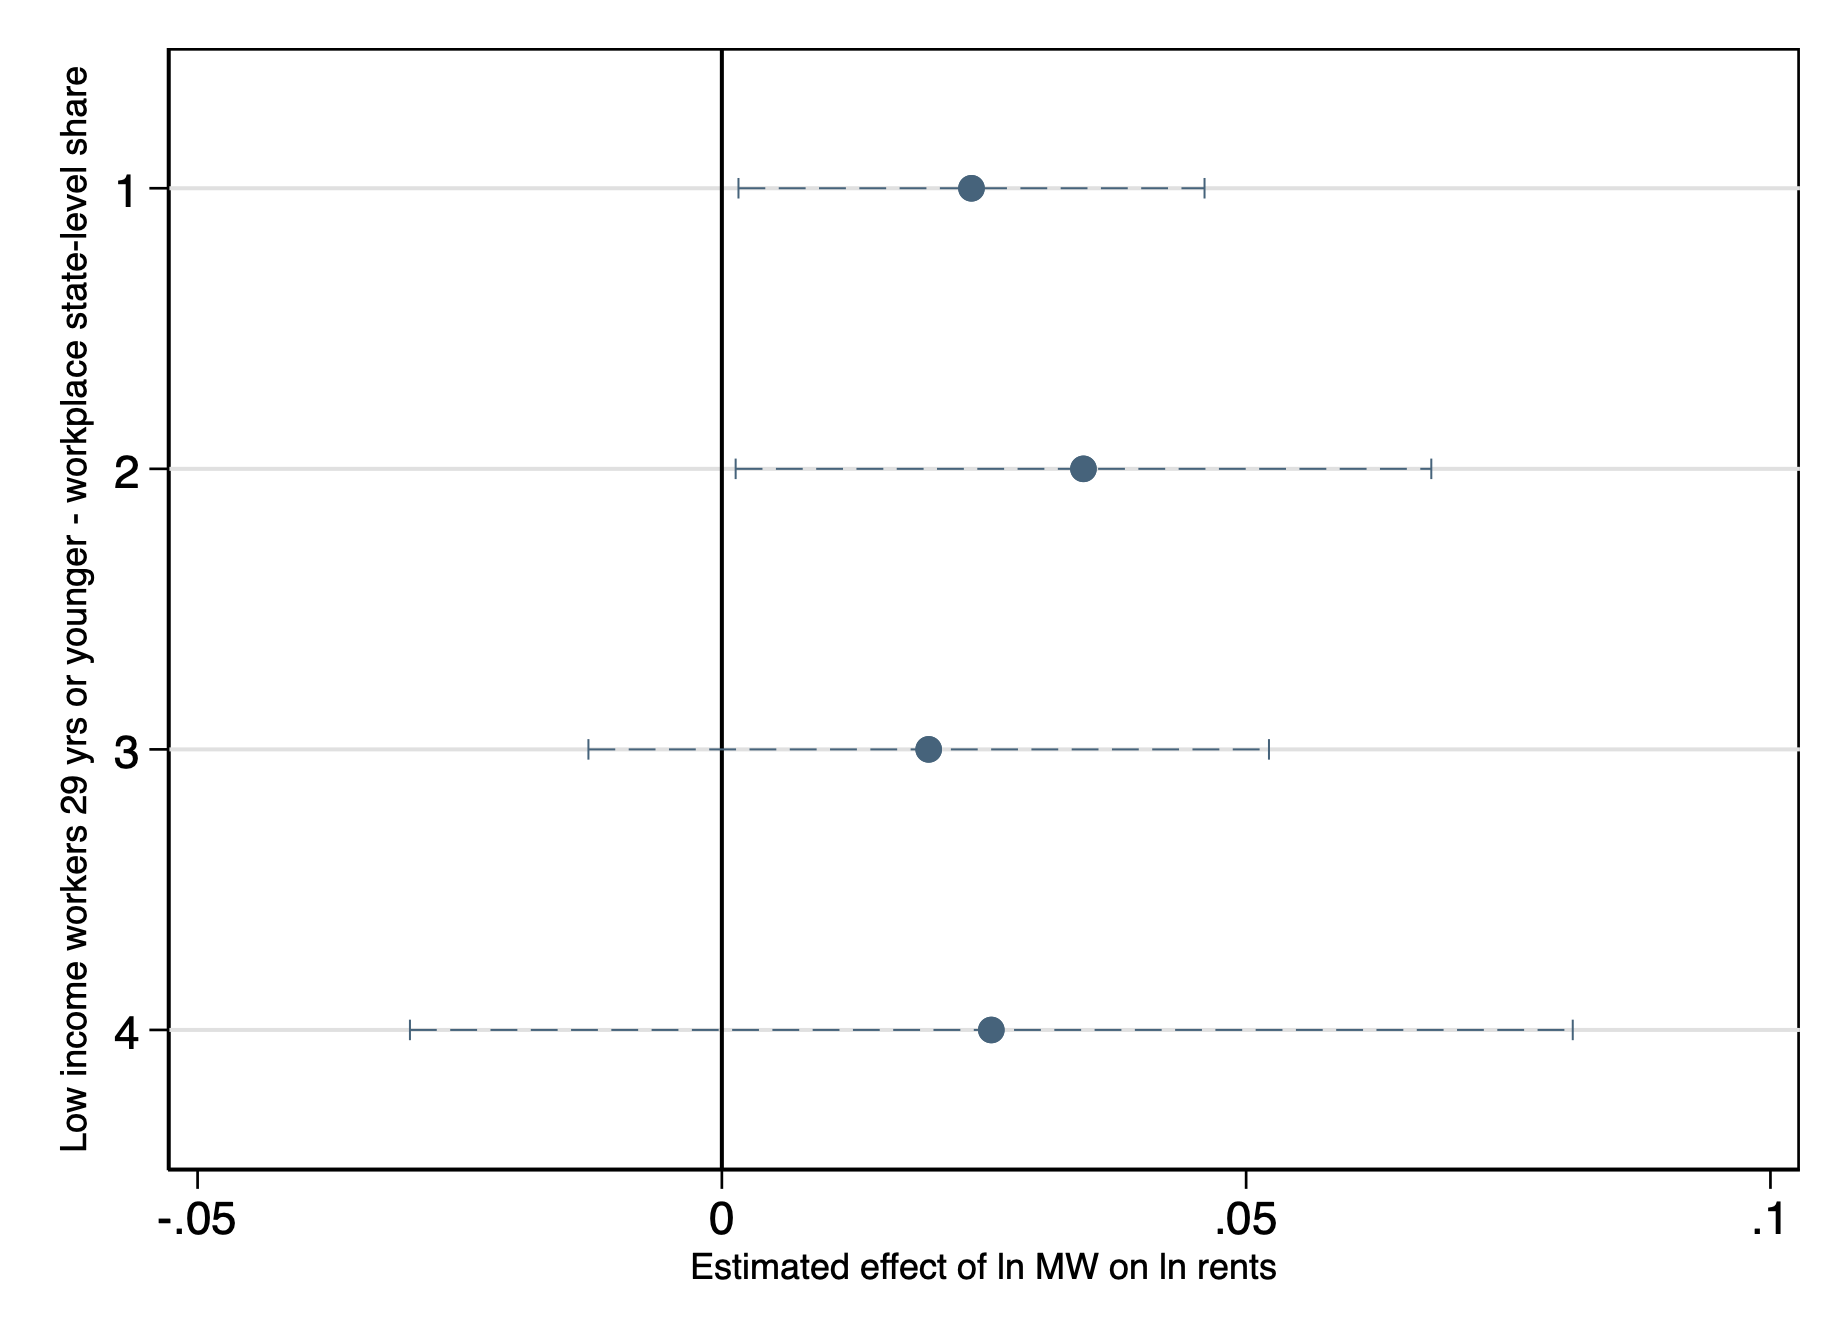 Low income workers 29 yrs or younger - workplace state-level share
1
2
3
4
-.05 0 .05 .1
Estimated effect of ln MW on ln rents